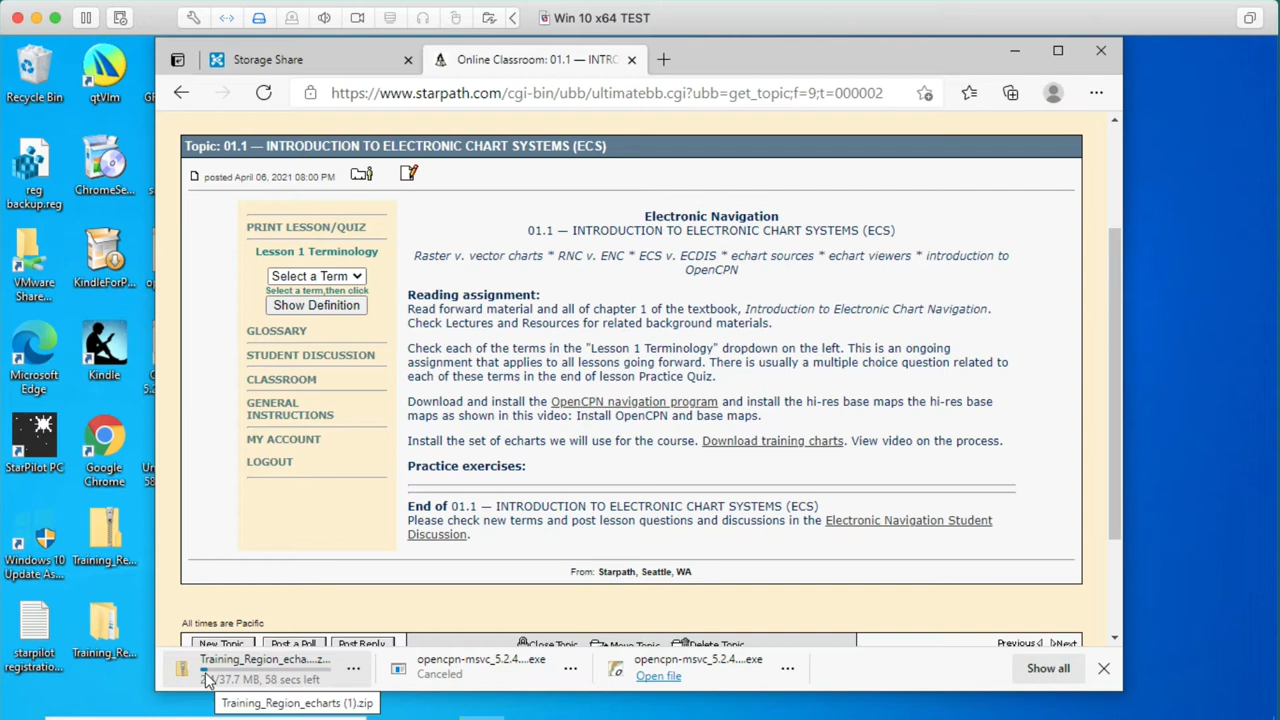 Win 10 x64 TEST
Storage Share
Online Classroom: 01.1 — INTRO
https://www.starpath.com/cgi-bin/ubb/ultimatebb.cgi?ubb=get_topic;f=9;t=000002
Recycle Bin
qtVlm
reg
backup.reg
ChromeSe...
VMware
Share...
KindleForP...
Microsoft
Edge
Kindle
StarPilot PC
Google
Chrome
Windows 10
Update As...
Training_Re...
starpilot
registratio...
Training_Re...
Topic: 01.1 — INTRODUCTION TO ELECTRONIC CHART SYSTEMS (ECS)
posted April 06, 2021 08:00 PM
PRINT LESSON/QUIZ
Lesson 1 Terminology
Select a Term
Select a term,then click
Show Definition
GLOSSARY
STUDENT DISCUSSION
CLASSROOM
GENERAL
INSTRUCTIONS
MY ACCOUNT
LOGOUT
Electronic Navigation
01.1 — INTRODUCTION TO ELECTRONIC CHART SYSTEMS (ECS)
Raster v. vector charts * RNC v. ENC * ECS v. ECDIS * echart sources * echart viewers * introduction to
OpenCPN
Reading assignment:
Read forward material and all of chapter 1 of the textbook, Introduction to Electronic Chart Navigation.
Check Lectures and Resources for related background materials.
Check each of the terms in the "Lesson 1 Terminology" dropdown on the left. This is an ongoing
assignment that applies to all lessons going forward. There is usually a multiple choice question related to
each of these terms in the end of lesson Practice Quiz.
Download and install the OpenCPN navigation program and install the hi-res base maps the hi-res base
maps as shown in this video: Install OpenCPN and base maps.
Install the set of echarts we will use for the course. Download training charts. View video on the process.
Practice exercises:
End of 01.1 — INTRODUCTION TO ELECTRONIC CHART SYSTEMS (ECS)
Please check new terms and post lesson questions and discussions in the Electronic Navigation Student
Discussion.
From: Starpath, Seattle, WA
All times are Pacific
New Topic
Post a Poll
Post Reply
Close Topic
Move Topic
Delete Topic
Previous
Next
Training_Region_echa....z...
/37.7 MB, 58 secs left
opencpn-msvc_5.2.4....exe
Canceled
opencpn-msvc_5.2.4....exe
Open file
Show all
Training_Region_echarts (1).zip